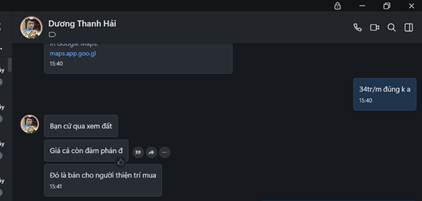 Dương Thanh Hải
in Google Maps.
maps.app.goo.gl
15:40
34tr/m đúng k a
15:40
Bạn cứ qua xem đất
Giá cả còn đàm phán đ
Đó là bán cho người thiện trí mua
15:41